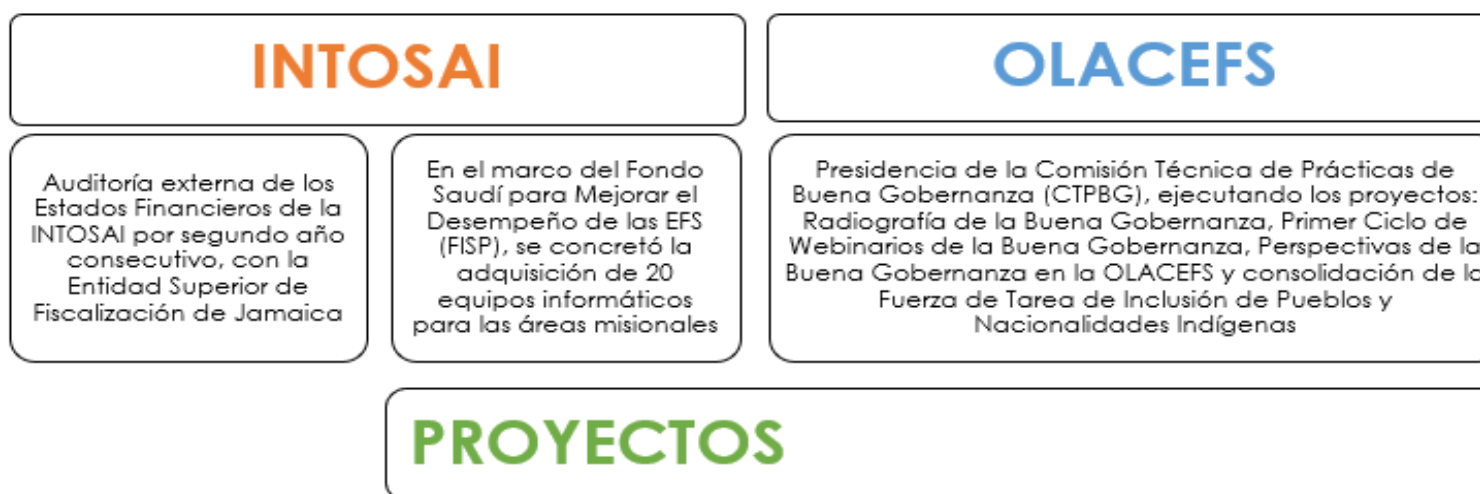 INTOSAI
Auditoría externa de los
Estados Financieros de la
INTOSAI por segundo año
consecutivo, con la
Entidad Superior de
Fiscalización de Jamaica
En el marco del Fondo
Saudí para Mejorar el
Desempeño de las EFS
(FISP), se concretó la
adquisición de 20
equipos informáticos
para las áreas misionales
OLACEFS
Presidencia de la Comisión Técnica de Prácticas de
Buena Gobernanza (CTPBG), ejecutando los proyectos:
Radiografía de la Buena Gobernanza, Primer Ciclo de
Webinarios de la Buena Gobernanza, Perspectivas de la
Buena Gobernanza en la OLACEFS y consolidación de la
Fuerza de Tarea de Inclusión de Pueblos y
Nacionalidades Indígenas
PROYECTOS